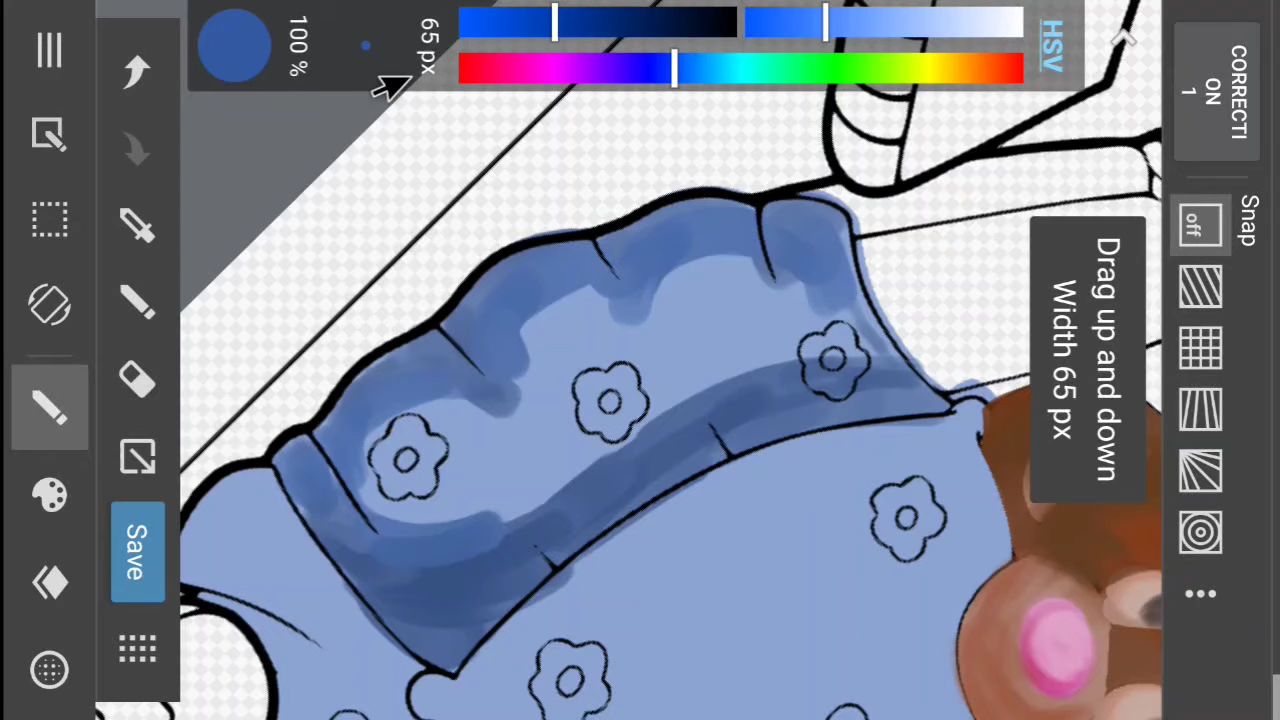 CORRECTI
ON
1
Snap
off
Drag up and down
Width 65 px
HSV
65 px
100 %
Save